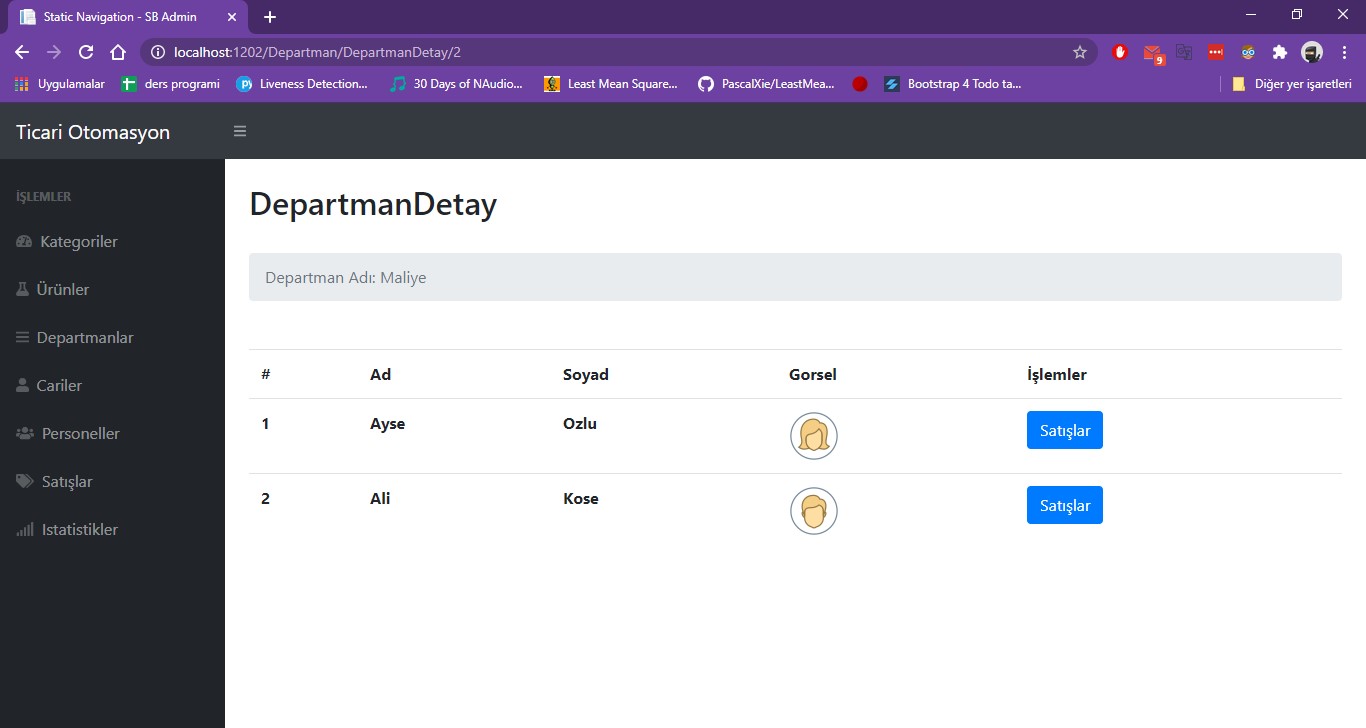 Static Navigation - SB Admin
localhost:1202/Departman/DepartmanDetay/2
9
Uygulamalar ders programi Liveness Detection... 30 Days of NAudio... Least Mean Square... PascalXie/LeastMea... Bootstrap 4 Todo ta... Diğer yer işaretleri
Ticari Otomasyon
İŞLEMLER
Kategoriler
Ürünler
Departmanlar
Cariler
Personeller
Satışlar
Istatistikler
DepartmanDetay
Departman Adı: Maliye
# Ad Soyad Gorsel İşlemler
1 Ayse Ozlu Satışlar
2 Ali Kose Satışlar